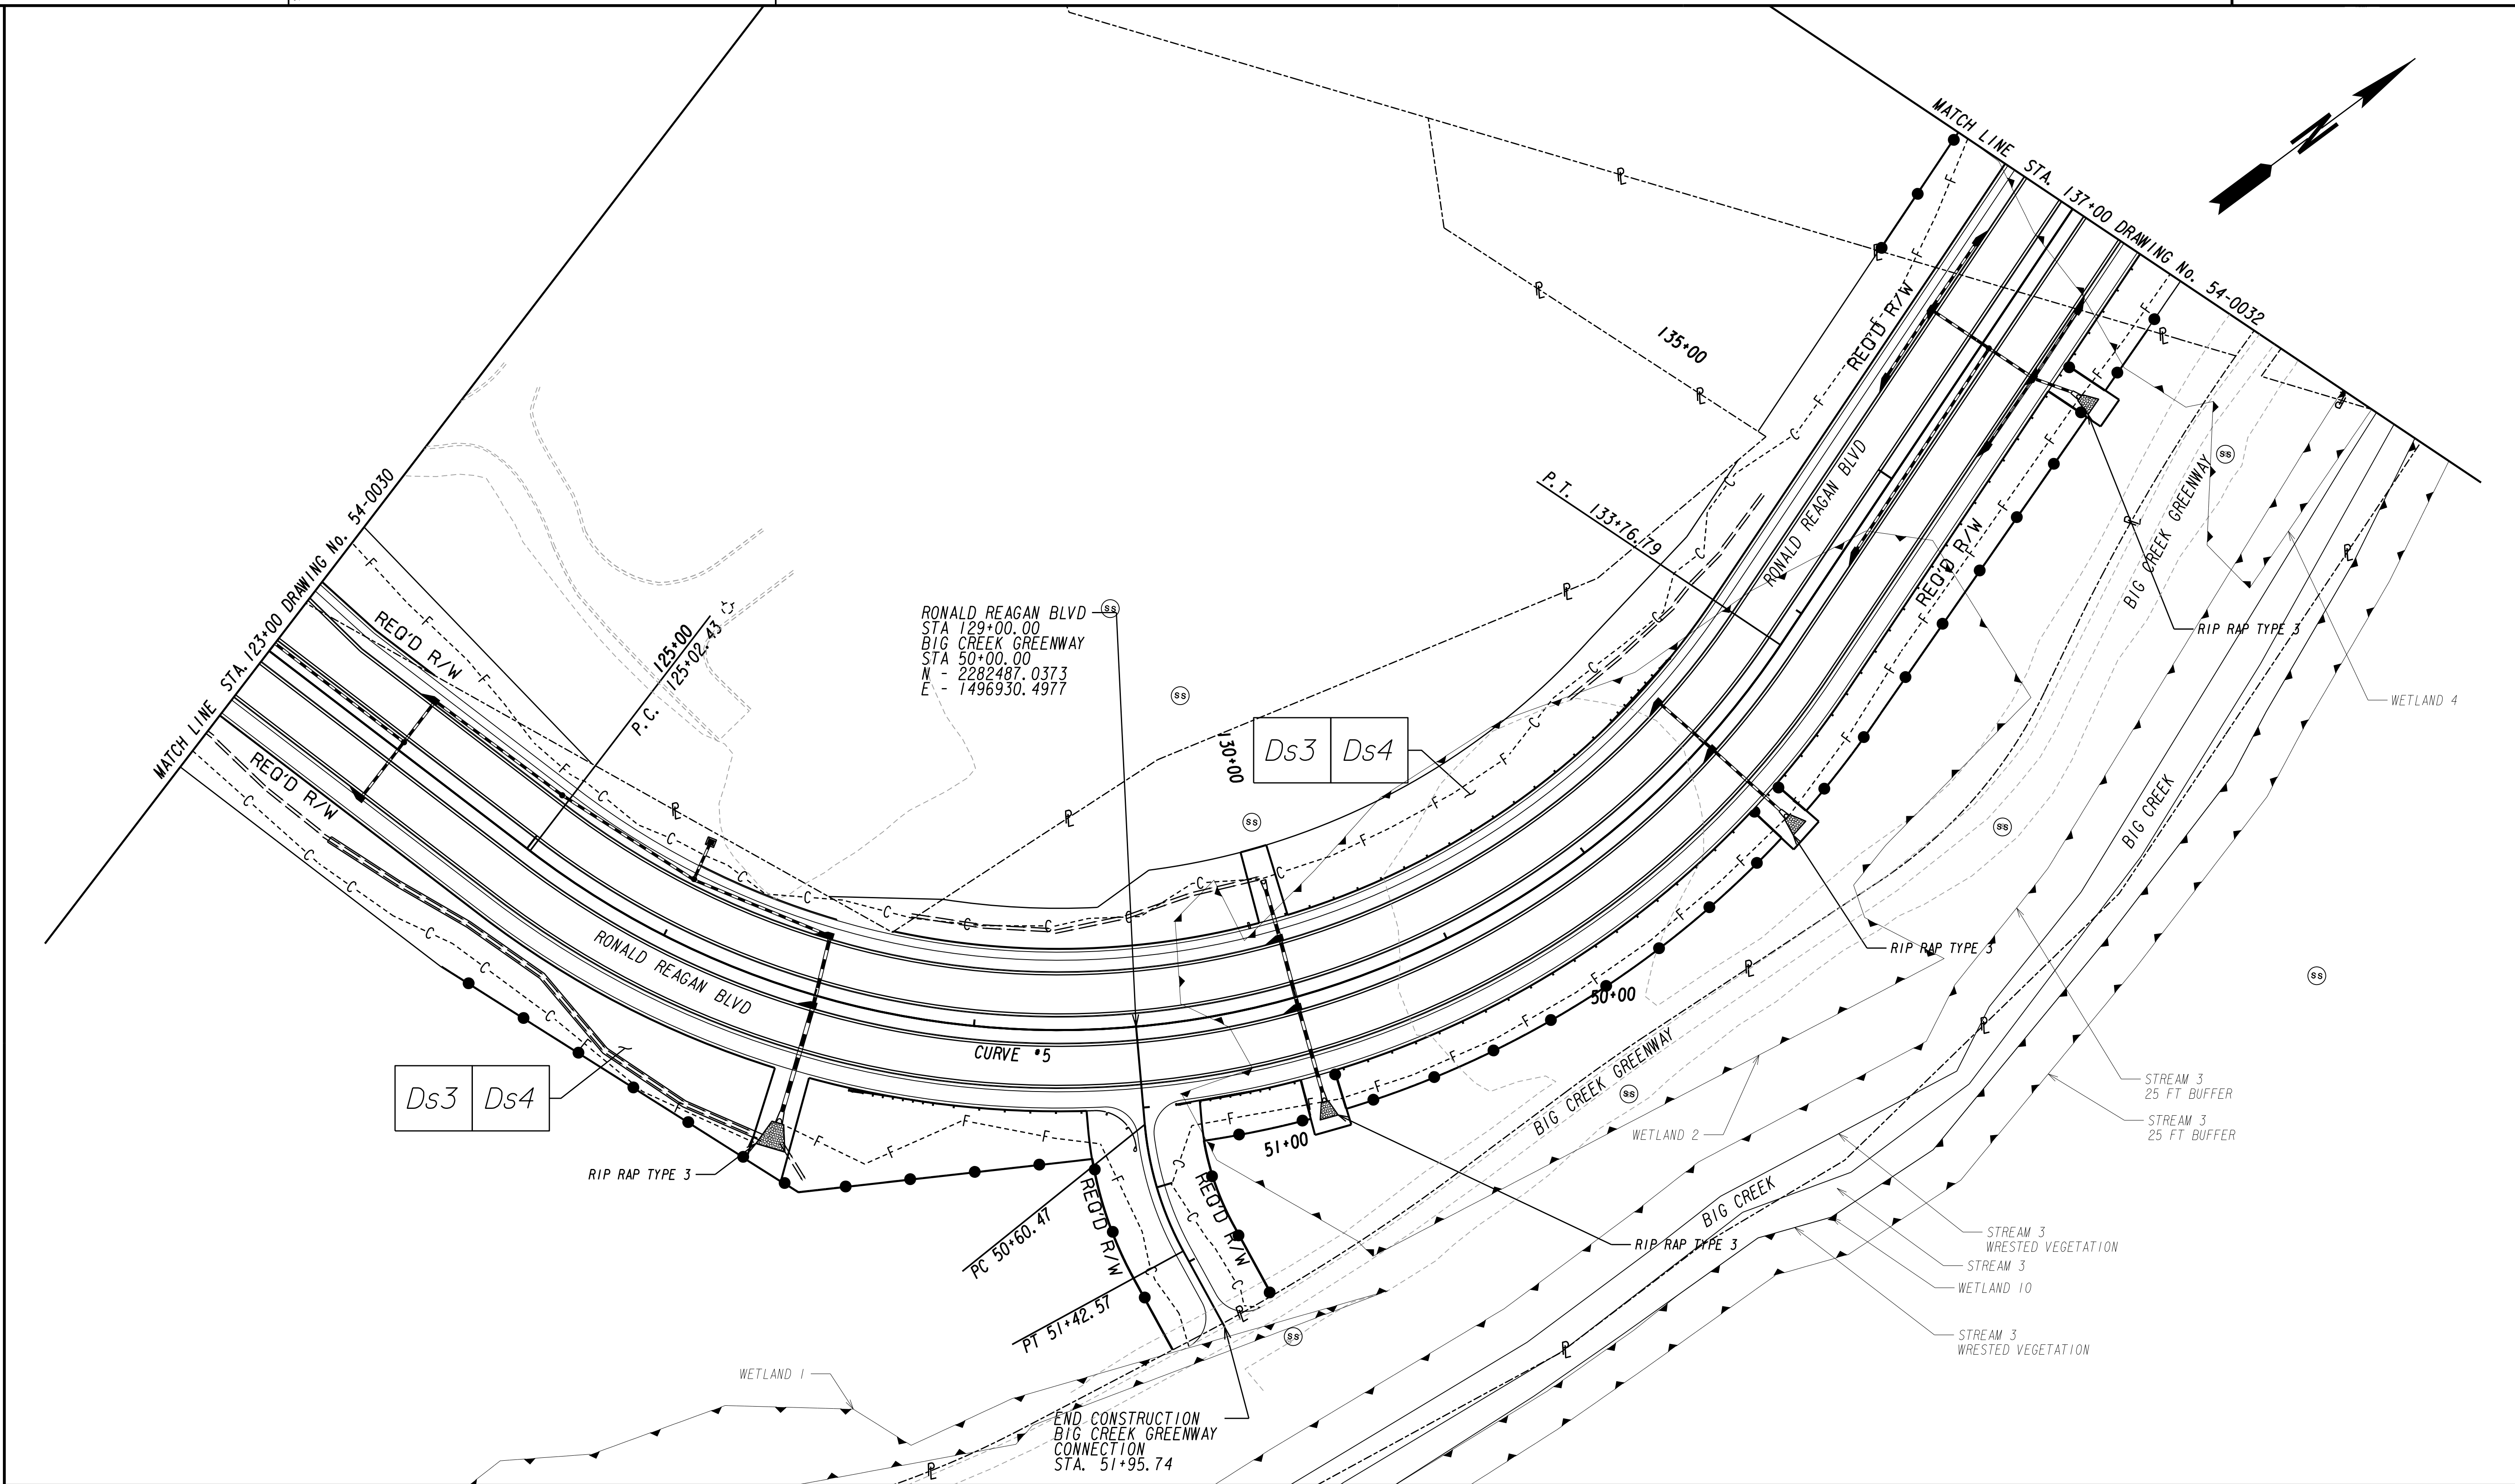 MATCH LINE STA. 137+00 DRAWING No. 54-0032
N
MATCH LINE STA. 123+00 DRAWING No. 54-0030
REQ'D R/W
REQ'D R/W
125+00
P.C. 125+02.43
RONALD REAGAN BLVD
STA 129+00.00
BIG CREEK GREENWAY
STA 50+00.00
N - 2282487.0373
E - 1496930.4977
130+00
Ds3 Ds4
135+00
P.T. 133+76.79
REQ'D R/W
RONALD REAGAN BLVD
REQ'D R/W
BIG CREEK GREENWAY
RIP RAP TYPE 3
WETLAND 4
BIG CREEK
RIP RAP TYPE 3
RONALD REAGAN BLVD
CURVE #5
50+00
BIG CREEK GREENWAY
WETLAND 2
STREAM 3
25 FT BUFFER
STREAM 3
25 FT BUFFER
Ds3 Ds4
RIP RAP TYPE 3
51+00
REQ'D R/W
REQ'D R/W
PC 50+60.47
PT 51+42.57
BIG CREEK
RIP RAP TYPE 3
STREAM 3
WRESTED VEGETATION
STREAM 3
WETLAND 10
STREAM 3
WRESTED VEGETATION
WETLAND 1
END CONSTRUCTION
BIG CREEK GREENWAY
CONNECTION
STA. 51+95.74
C
F
PL
SS